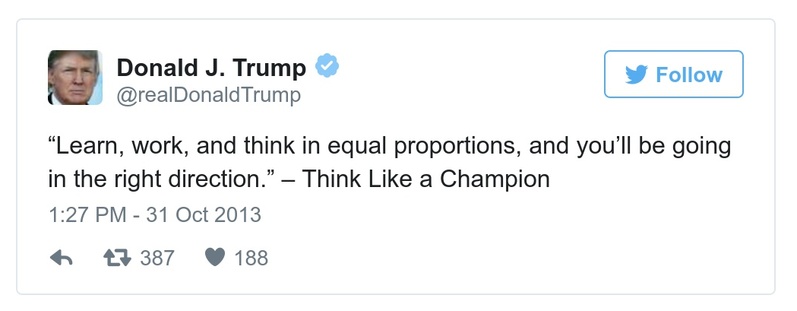 Donald J. Trump
Follow
@realDonaldTrump
“Learn, work, and think in equal proportions, and you’ll be going
in the right direction.” – Think Like a Champion
1:27 PM - 31 Oct 2013
387 188